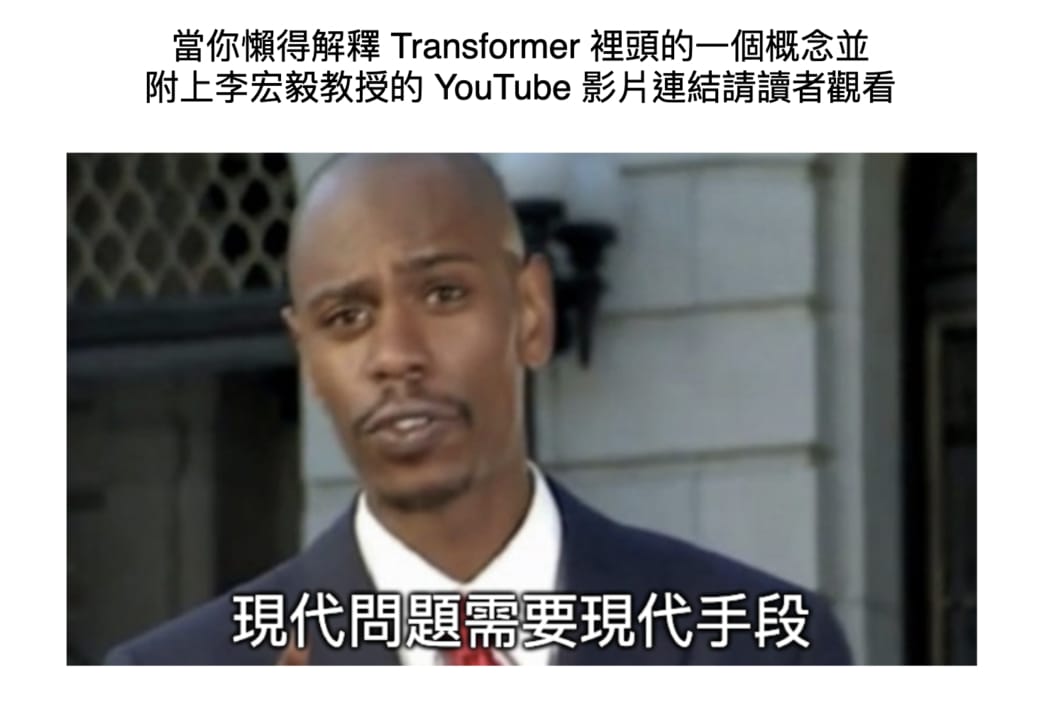 當你懶得解釋 Transformer 裡頭的一個概念並
附上李宏毅教授的 YouTube 影片連結請讀者觀看
現代問題需要現代手段